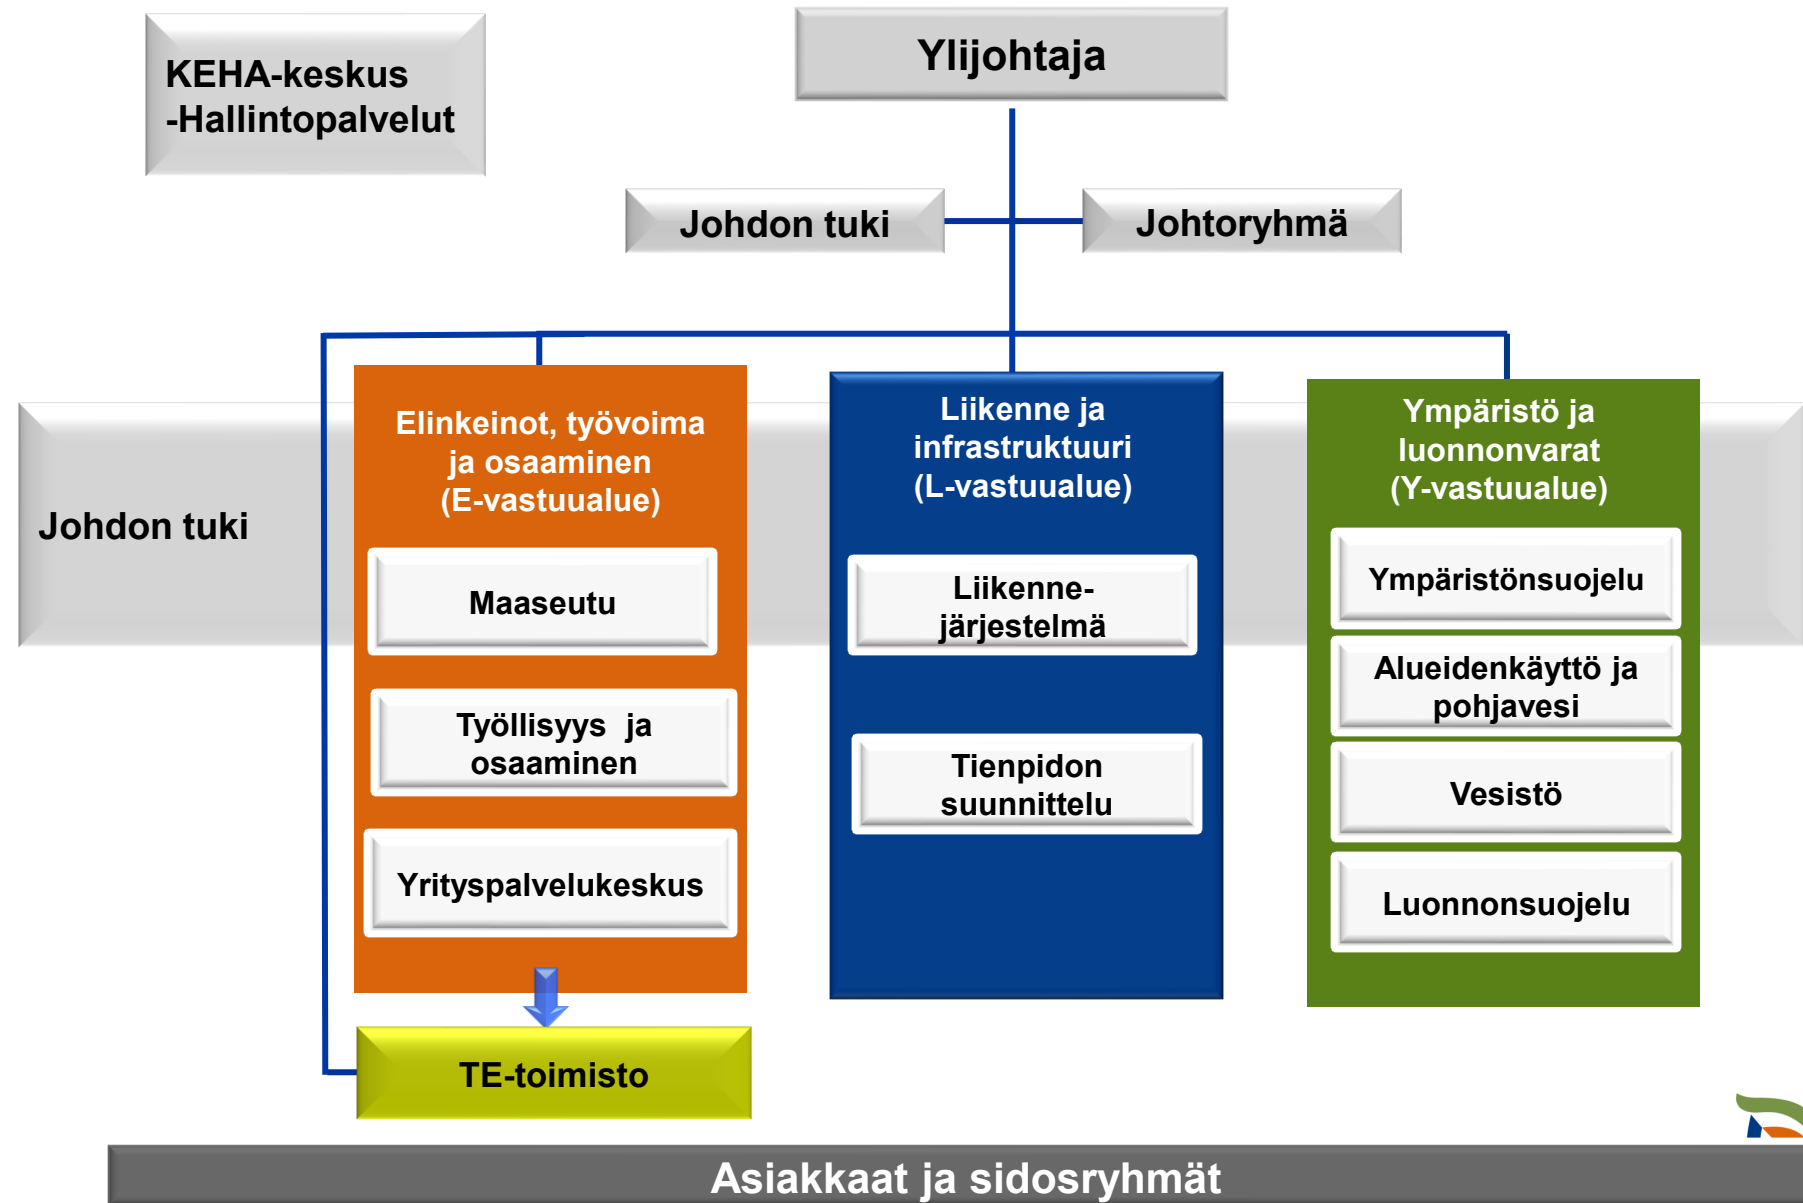 KEHA-keskus
-Hallintopalvelut
Ylijohtaja
Johdon tuki
Johtoryhmä
Johdon tuki
Elinkeinot, työvoima
ja osaaminen
(E-vastuualue)
Maaseutu
Työllisyys ja
osaaminen
Yrityspalvelukeskus
TE-toimisto
Liikenne ja
infrastruktuuri
(L-vastuualue)
Liikenne-
järjestelmä
Tienpidon
suunnittelu
Ympäristö ja
luonnonvarat
(Y-vastuualue)
Ympäristönsuojelu
Alueidenkäyttö ja
pohjavesi
Vesistö
Luonnonsuojelu
Asiakkaat ja sidosryhmät